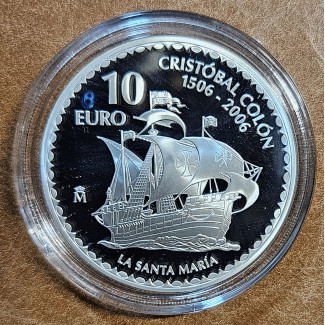 CRISTÓBAL COLÓN
1506 - 2006
10
EURO
M
LA SANTA MARÍA